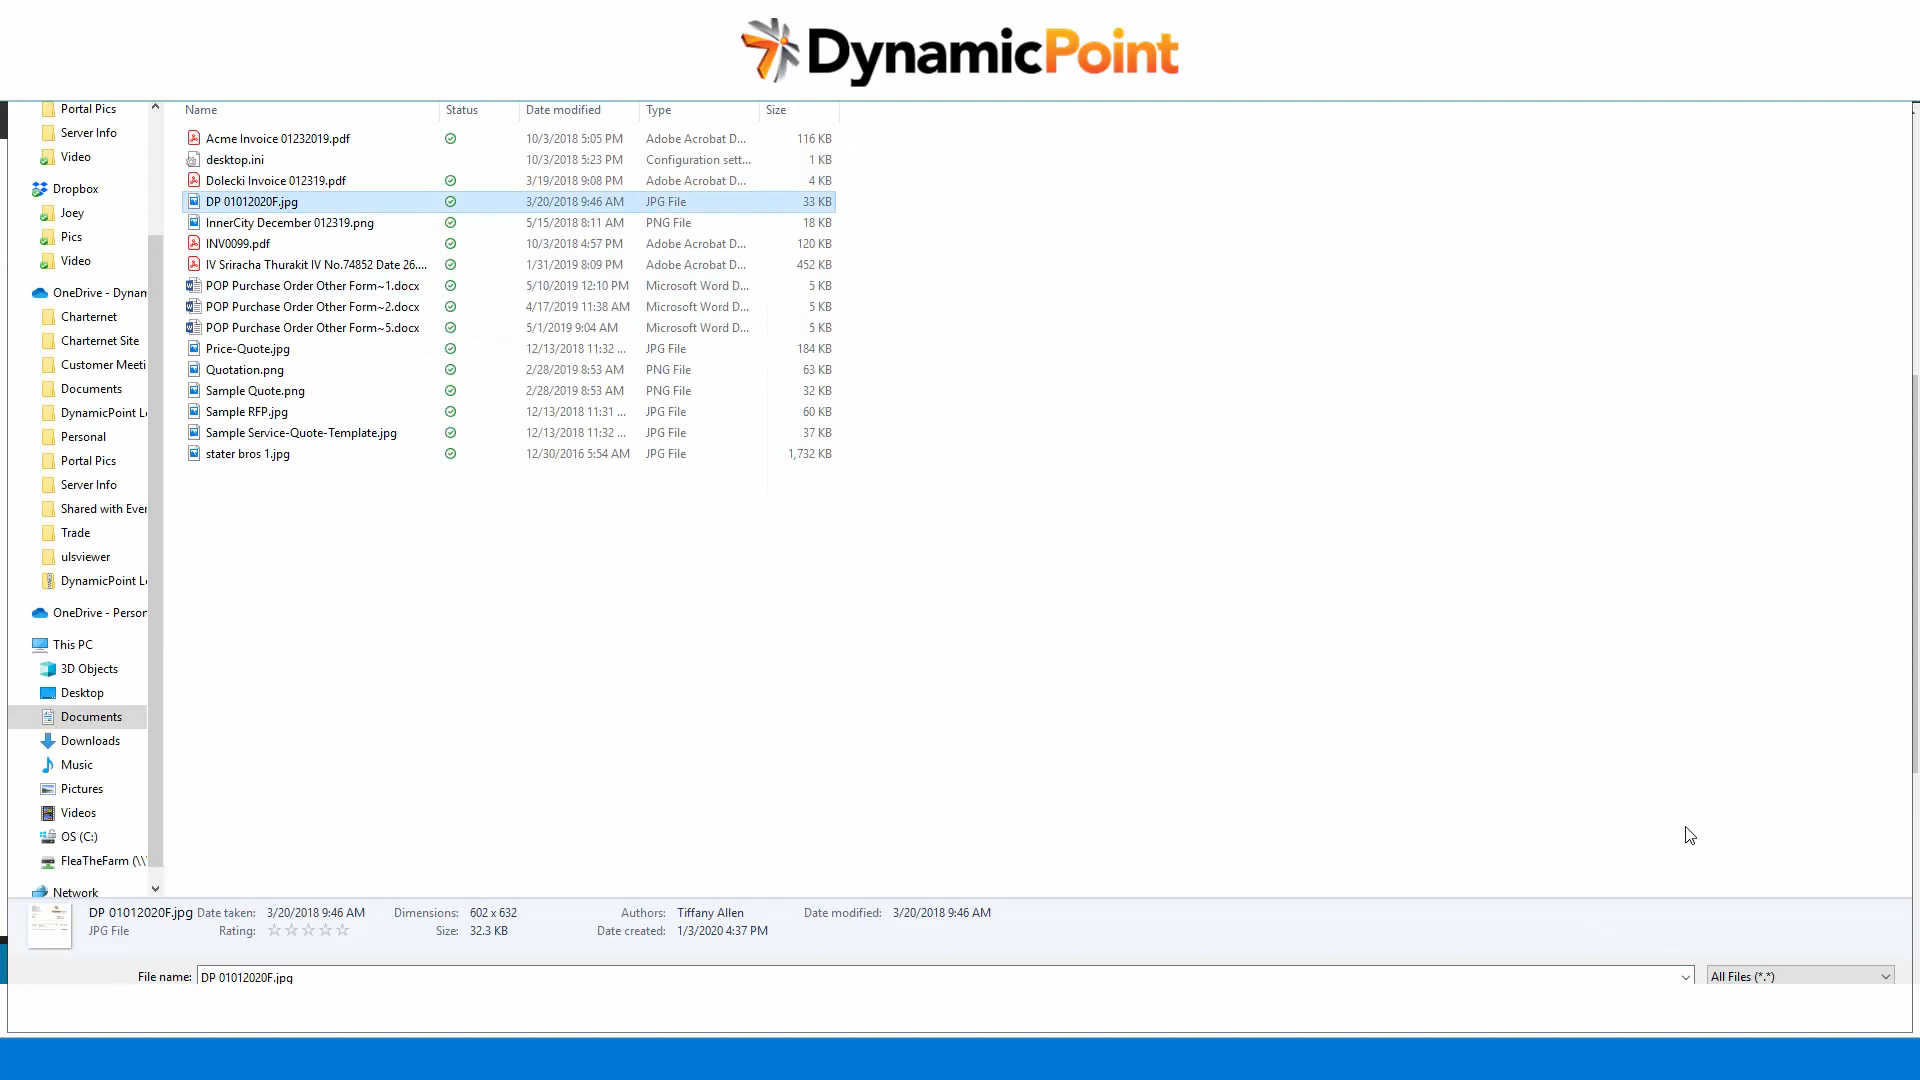 DynamicPoint
Portal Pics
Server Info
Video
Dropbox
Joey
Pics
Video
OneDrive - Dynam
Charternet
Charternet Site
Customer Meeti
Documents
DynamicPoint Lo
Personal
Portal Pics
Server Info
Shared with Ever
Trade
ulsviewer
DynamicPoint Lo
OneDrive - Person
This PC
3D Objects
Desktop
Documents
Downloads
Music
Pictures
Videos
OS (C:)
FleaTheFarm (\\
Network
Name Status Date modified Type Size
Acme Invoice 01232019.pdf 10/3/2018 5:05 PM Adobe Acrobat D... 116 KB
desktop.ini 10/3/2018 5:23 PM Configuration sett... 1 KB
Dolecki Invoice 012319.pdf 3/19/2018 9:08 PM Adobe Acrobat D... 4 KB
DP 01012020F.jpg 3/20/2018 9:46 AM JPG File 33 KB
InnerCity December 012319.png 5/15/2018 8:11 AM PNG File 18 KB
INV0099.pdf 10/3/2018 4:57 PM Adobe Acrobat D... 120 KB
IV Sriracha Thurakit IV No.74852 Date 26.... 1/31/2019 8:09 PM Adobe Acrobat D... 452 KB
POP Purchase Order Other Form~1.docx 5/10/2019 12:10 PM Microsoft Word D... 5 KB
POP Purchase Order Other Form~2.docx 4/17/2019 11:38 AM Microsoft Word D... 5 KB
POP Purchase Order Other Form~5.docx 5/1/2019 9:04 AM Microsoft Word D... 5 KB
Price-Quote.jpg 12/13/2018 11:32 ... JPG File 184 KB
Quotation.png 2/28/2019 8:53 AM PNG File 63 KB
Sample Quote.png 2/28/2019 8:53 AM PNG File 32 KB
Sample RFP.jpg 12/13/2018 11:31 ... JPG File 60 KB
Sample Service-Quote-Template.jpg 12/13/2018 11:32 ... JPG File 37 KB
stater bros 1.jpg 12/30/2016 5:54 AM JPG File 1,732 KB
DP 01012020F.jpg Date taken: 3/20/2018 9:46 AM Dimensions: 602 x 632 Authors: Tiffany Allen Date modified: 3/20/2018 9:46 AM
JPG File Rating: Size: 32.3 KB Date created: 1/3/2020 4:37 PM
File name: DP 01012020F.jpg All Files (*.*)